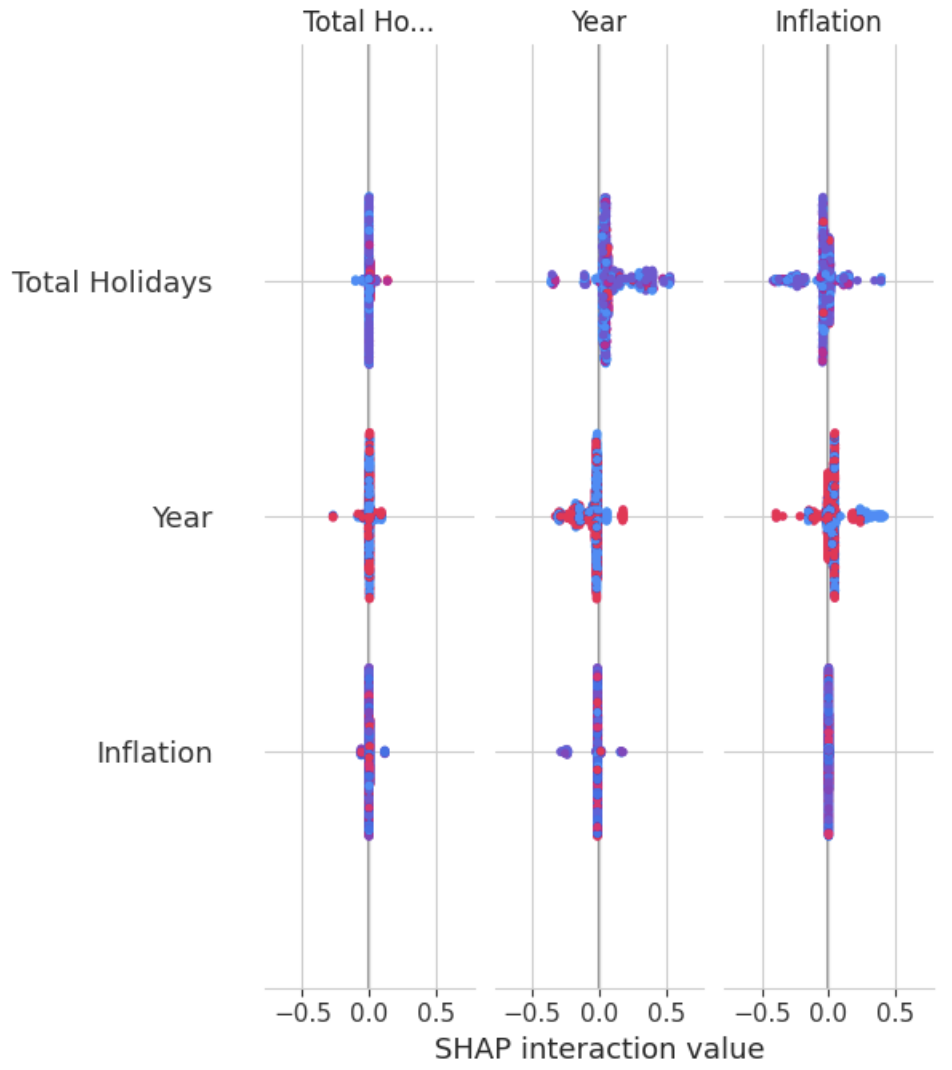 Total Ho...
Year
Inflation
Total Holidays
Year
Inflation
−0.5 0.0 0.5 −0.5 0.0 0.5 −0.5 0.0 0.5
SHAP interaction value